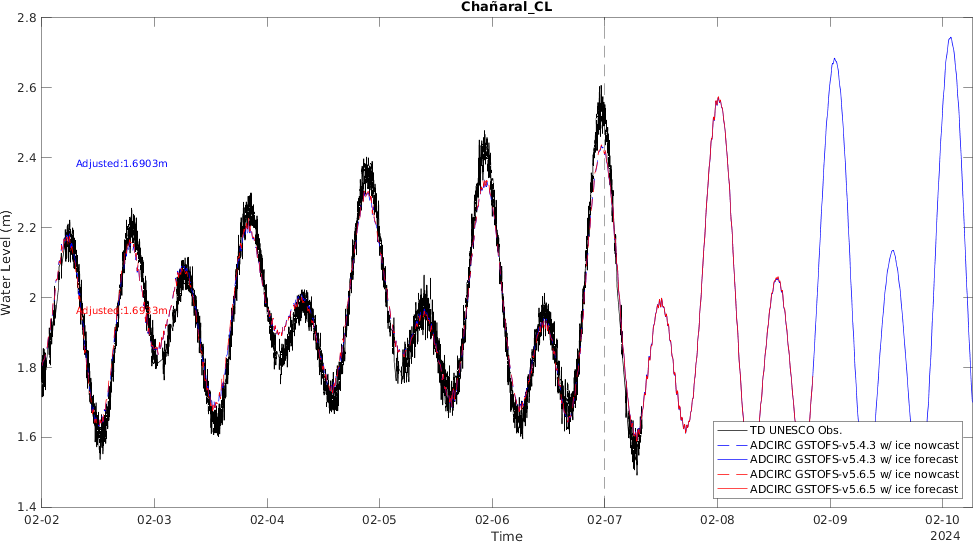 Chañaral_CL
Water Level (m)
2.8
2.6
2.4
2.2
2
1.8
1.6
1.4
Adjusted:1.6903m
02-02
02-03
02-04
02-05
02-06
02-07
02-08
02-09
02-10
Time
2024
TD UNESCO Obs.
ADCIRC GSTOFS-v5.4.3 w/ ice nowcast
ADCIRC GSTOFS-v5.4.3 w/ ice forecast
ADCIRC GSTOFS-v5.6.5 w/ ice nowcast
ADCIRC GSTOFS-v5.6.5 w/ ice forecast